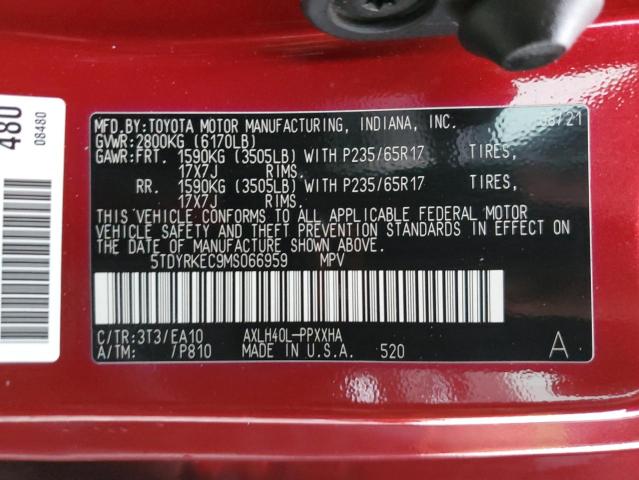 480
08480
MFD.BY:TOYOTA MOTOR MANUFACTURING, INDIANA, INC.
GVWR:2800KG (6170LB)
GAWR:FRT. 1590KG (3505LB) WITH P235/65R17 TIRES,
17X7J RIMS.
RR. 1590KG (3505LB) WITH P235/65R17 TIRES,
17X7J RIMS.
THIS VEHICLE CONFORMS TO ALL APPLICABLE FEDERAL MOTOR
VEHICLE SAFETY AND THEFT PREVENTION STANDARDS IN EFFECT ON
THE DATE OF MANUFACTURE SHOWN ABOVE.
5TDYRKEC9MS066959 MPV
C/TR:3T3/EA10 AXLH40L-PPXXHA
A/TM: /P810 MADE IN U.S.A. 520 A